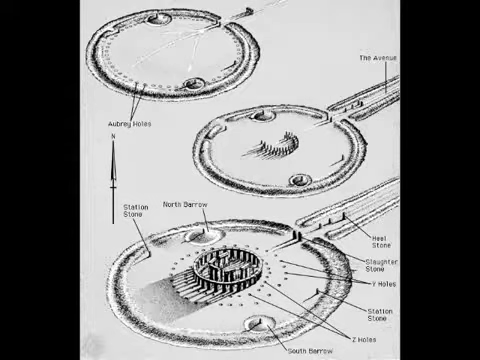 The Avenue
Aubrey Holes
N
Station
Stone
North Barrow
Heel
Stone
Slaughter
Stone
Y Holes
Station
Stone
Z Holes
South Barrow